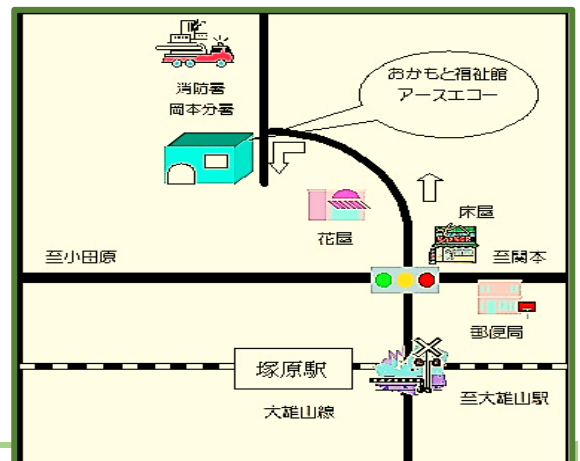 消防署
岡本分署
おかもと福祉館
アースエコー
花屋
床屋
至小田原
至関本
郵便局
塚原駅
大雄山線
至大雄山駅